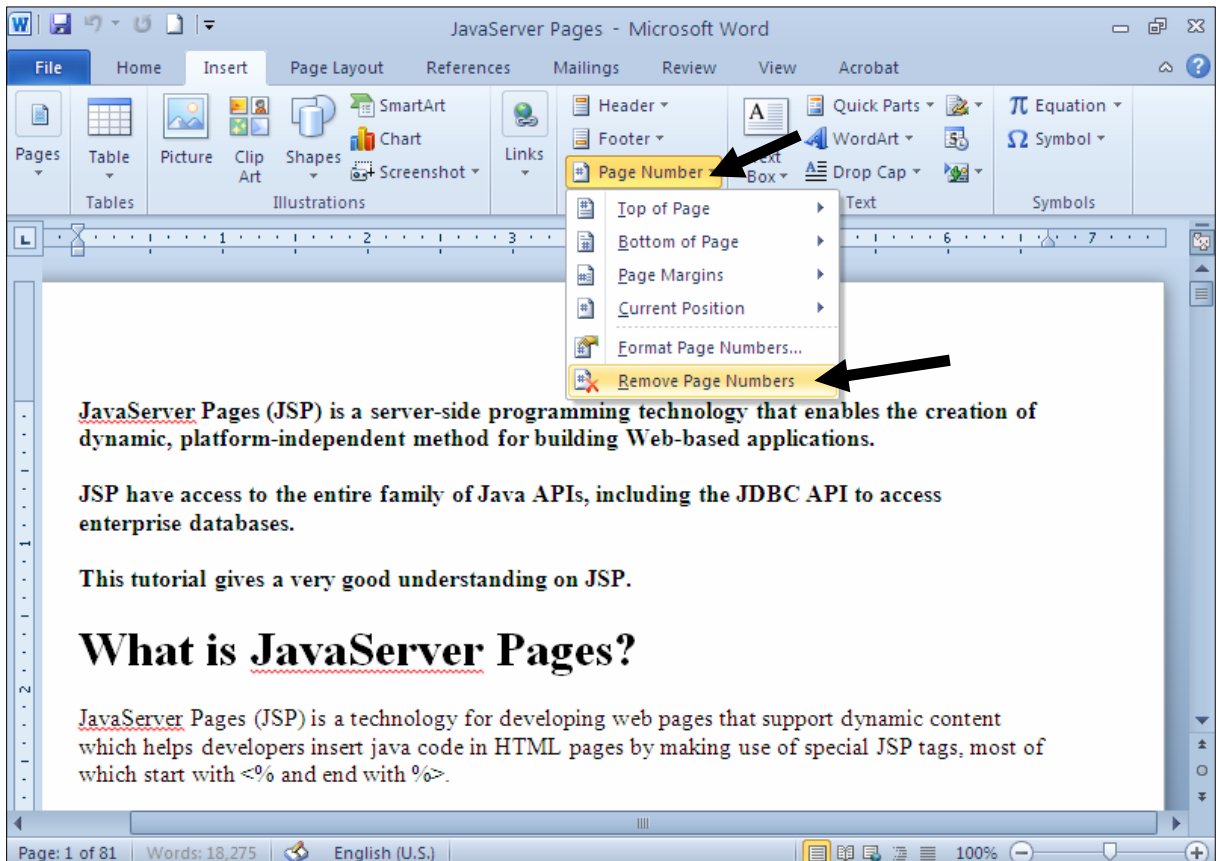 JavaServer Pages - Microsoft Word
File Home Insert Page Layout References Mailings Review View Acrobat
Pages
Table
Tables
Picture
Clip
Art
Shapes
SmartArt
Chart
Screenshot
Illustrations
Links
Header
Footer
Page Number
A
Text
Box
Quick Parts
WordArt
Drop Cap
Text
π Equation
Ω Symbol
Symbols
Top of Page
Bottom of Page
Page Margins
Current Position
Format Page Numbers...
Remove Page Numbers
1 2 3 6 7
JavaServer Pages (JSP) is a server-side programming technology that enables the creation of
dynamic, platform-independent method for building Web-based applications.
JSP have access to the entire family of Java APIs, including the JDBC API to access
enterprise databases.
This tutorial gives a very good understanding on JSP.
What is JavaServer Pages?
JavaServer Pages (JSP) is a technology for developing web pages that support dynamic content
which helps developers insert java code in HTML pages by making use of special JSP tags, most of
which start with <% and end with %>.
1
2
Page: 1 of 81 Words: 18,275 English (U.S.) 100%